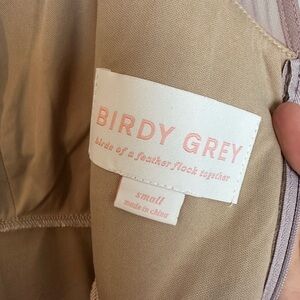 BIRDY GREY
birds of a feather flock together
small
made in china